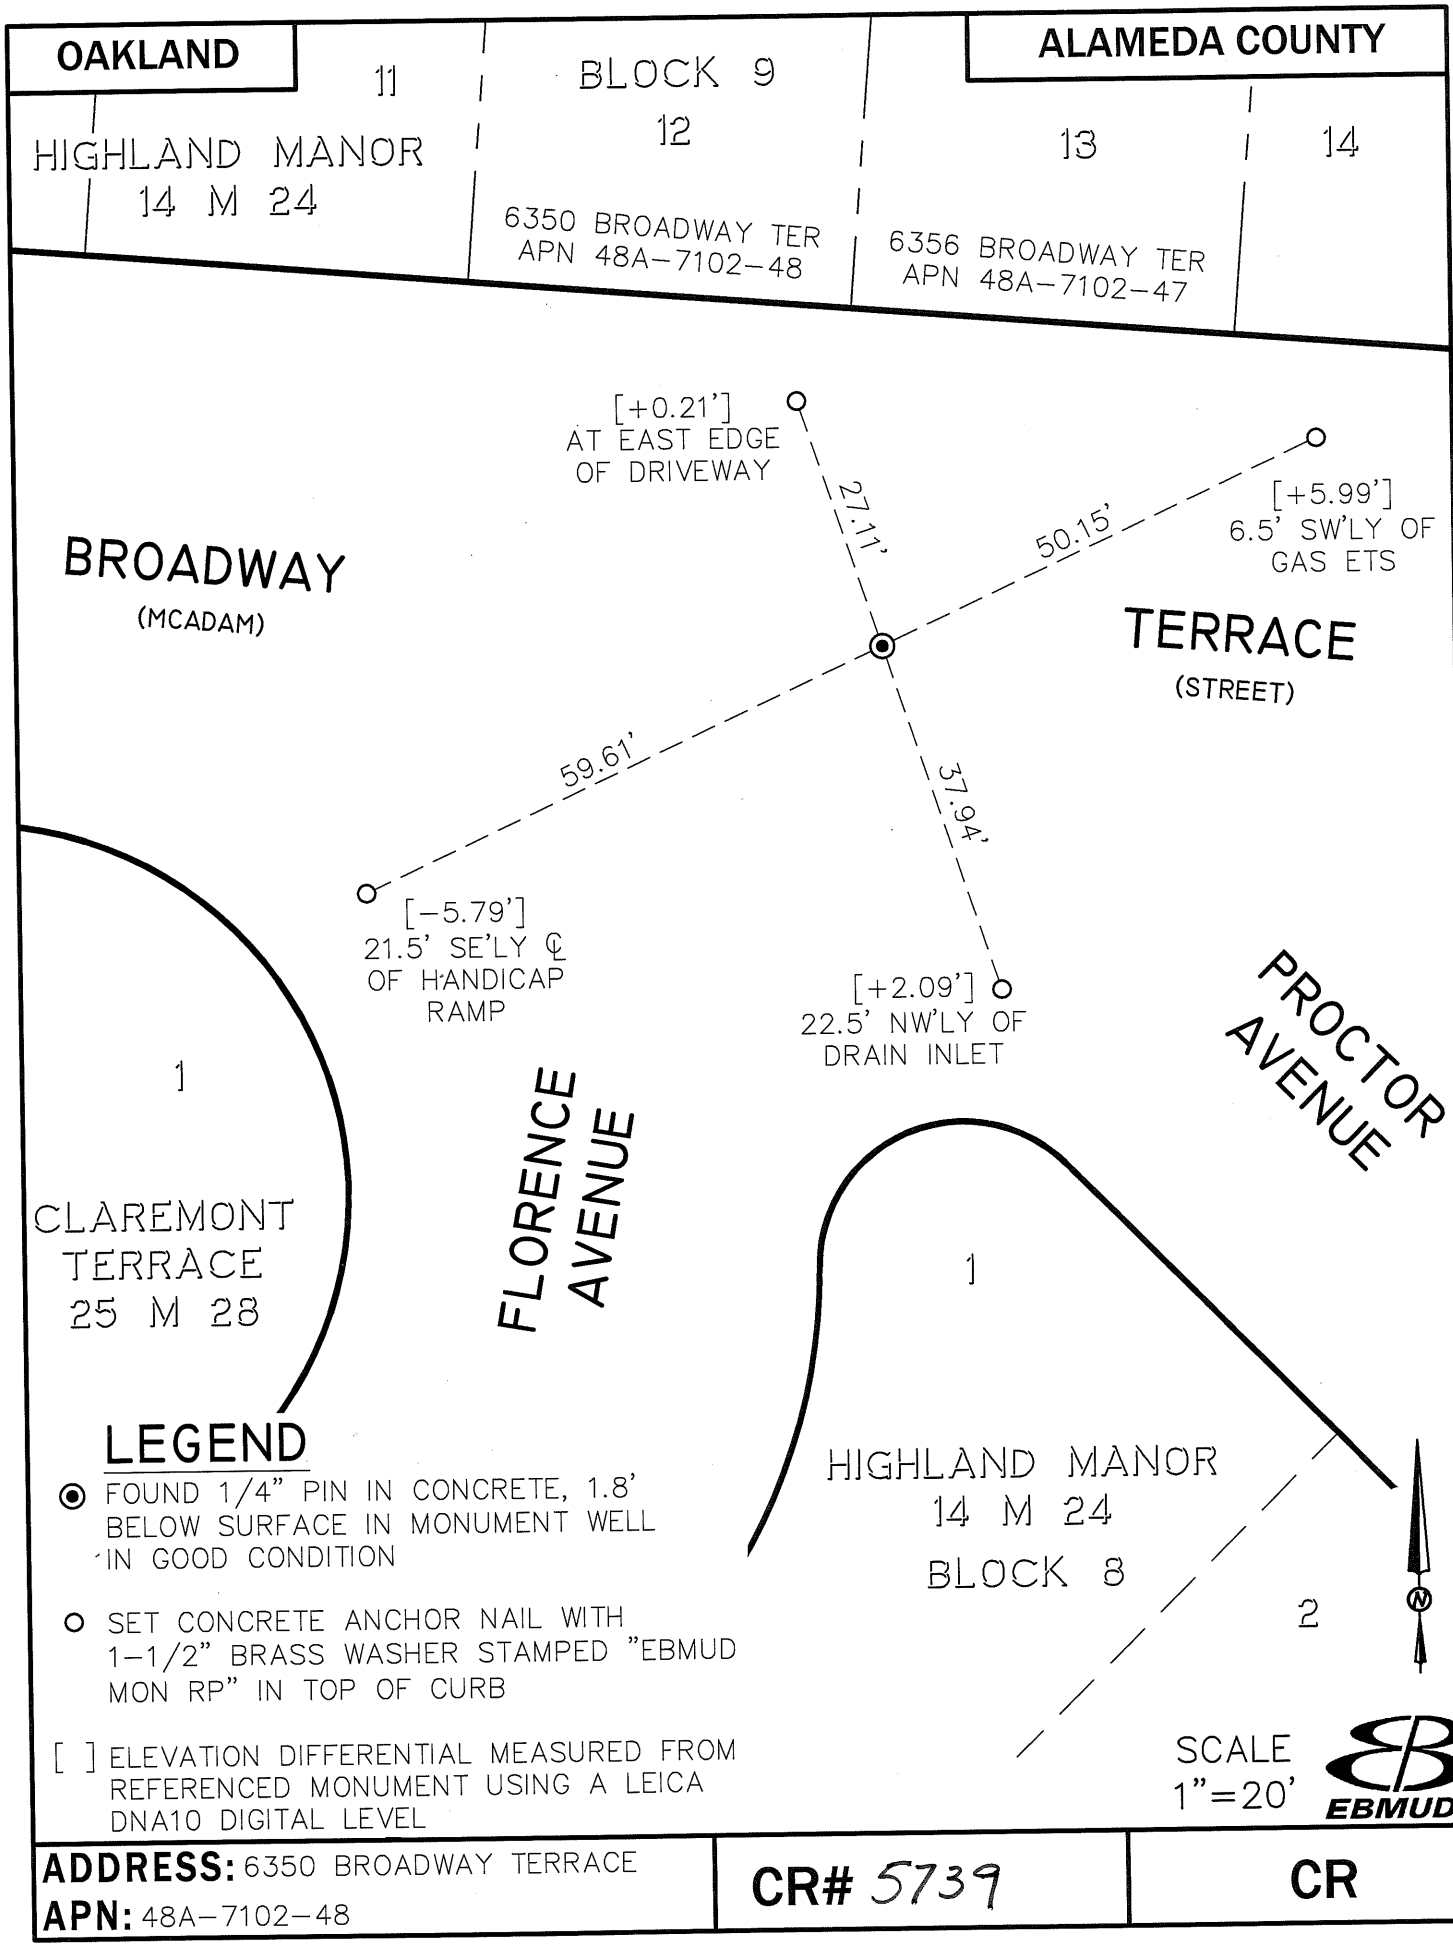 OAKLAND
ALAMEDA COUNTY
11
BLOCK 9
12
13
14
HIGHLAND MANOR
14 M 24
6350 BROADWAY TER
APN 48A-7102-48
6356 BROADWAY TER
APN 48A-7102-47
[+0.21']
AT EAST EDGE
OF DRIVEWAY
27.11'
50.15'
[+5.99']
6.5' SW'LY OF
GAS ETS
BROADWAY
(MCADAM)
TERRACE
(STREET)
59.61'
37.94'
[-5.79']
21.5' SE'LY ℄
OF HANDICAP
RAMP
[+2.09']
22.5' NW'LY OF
DRAIN INLET
PROCTOR
AVENUE
FLORENCE
AVENUE
1
CLAREMONT
TERRACE
25 M 28
1
HIGHLAND MANOR
14 M 24
BLOCK 8
2
LEGEND
FOUND 1/4" PIN IN CONCRETE, 1.8'
BELOW SURFACE IN MONUMENT WELL
IN GOOD CONDITION
SET CONCRETE ANCHOR NAIL WITH
1-1/2" BRASS WASHER STAMPED "EBMUD
MON RP" IN TOP OF CURB
[ ] ELEVATION DIFFERENTIAL MEASURED FROM
REFERENCED MONUMENT USING A LEICA
DNA10 DIGITAL LEVEL
N
SCALE
1"=20'
EBMUD
ADDRESS: 6350 BROADWAY TERRACE
APN: 48A-7102-48
CR# 5739
CR